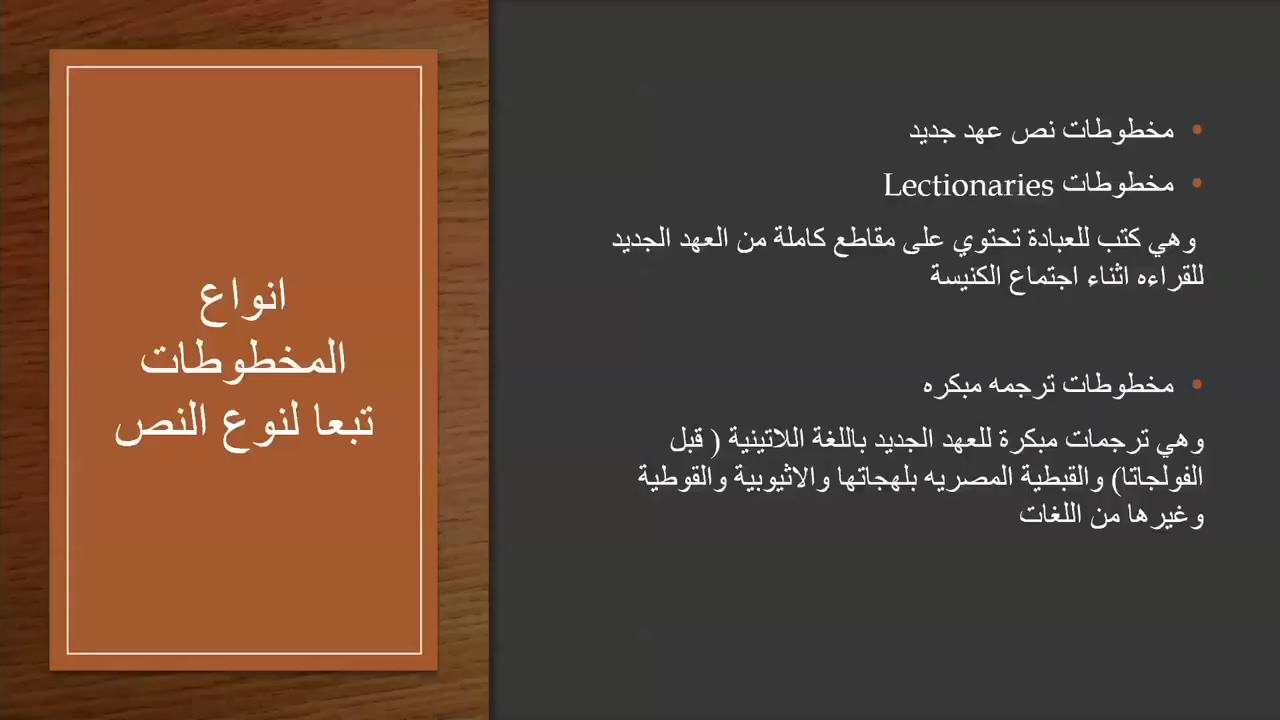 انواع
المخطوطات
تبعا لنوع النص
• مخطوطات نص عهد جديد
• مخطوطات Lectionaries
وهي كتب للعبادة تحتوي على مقاطع كاملة من العهد الجديد
للقراءه اثناء اجتماع الكنيسة
• مخطوطات ترجمه مبكره
وهي ترجمات مبكرة للعهد الجديد باللغة اللاتينية ( قبل
الفولجاتا) والقبطية المصريه بلهجاتها والاثيوبية والقوطية
وغيرها من اللغات